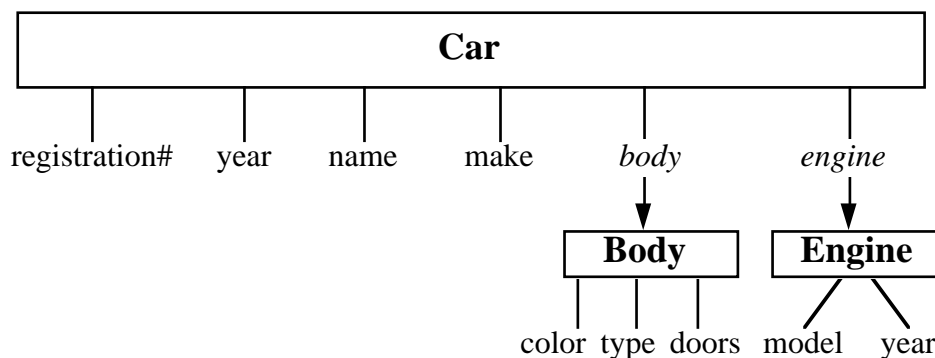 Car
registration# year name make body engine
Body Engine
color type doors model year